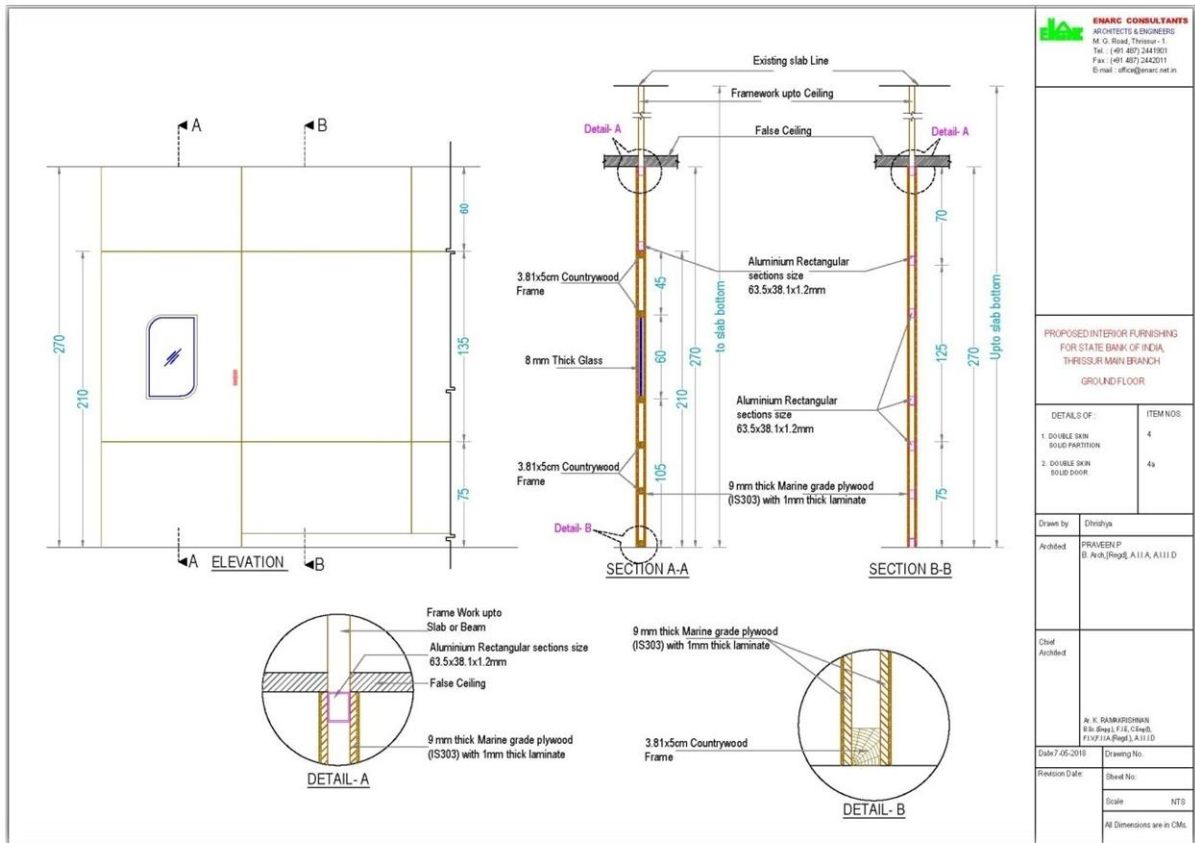 ENARC CONSULTANTS
ARCHITECTS & ENGINEERS
M. G. Road, Thrissur - 1.
Tel. : (+91 487) 2441901
Fax : (+91 487) 2442011
E-mail : office@enarc.net.in
Existing slab Line
Framework upto Ceiling
Detail- A
False Ceiling
Detail- A
A
B
270
210
60
135
75
A
ELEVATION
B
3.81x5cm Countrywood
Frame
8 mm Thick Glass
3.81x5cm Countrywood
Frame
Detail- B
45
60
105
210
270
to slab bottom
SECTION A-A
Aluminium Rectangular
sections size
63.5x38.1x1.2mm
Aluminium Rectangular
sections size
63.5x38.1x1.2mm
9 mm thick Marine grade plywood
(IS303) with 1mm thick laminate
70
125
75
270
Upto slab bottom
SECTION B-B
Frame Work upto
Slab or Beam
Aluminium Rectangular sections size
63.5x38.1x1.2mm
False Ceiling
9 mm thick Marine grade plywood
(IS303) with 1mm thick laminate
DETAIL- A
9 mm thick Marine grade plywood
(IS303) with 1mm thick laminate
3.81x5cm Countrywood
Frame
DETAIL- B
PROPOSED INTERIOR FURNISHING
FOR STATE BANK OF INDIA,
THRISSUR MAIN BRANCH
GROUND FLOOR
DETAILS OF :
ITEM NOS.
1. DOUBLE SKIN
SOLID PARTITION
4
2. DOUBLE SKIN
SOLID DOOR
4a
Drawn by
Dhrishya
Architect
PRAVEEN.P
B. Arch,[Regd], A.I.I.A, A.I.I.I.D
Chief
Architect
Ar. K. RAMAKRISHNAN
Date:7-05-2018
Drawing No.
Revision Date:
Sheet No:
Scale
NTS
All Dimensions are in CMs.